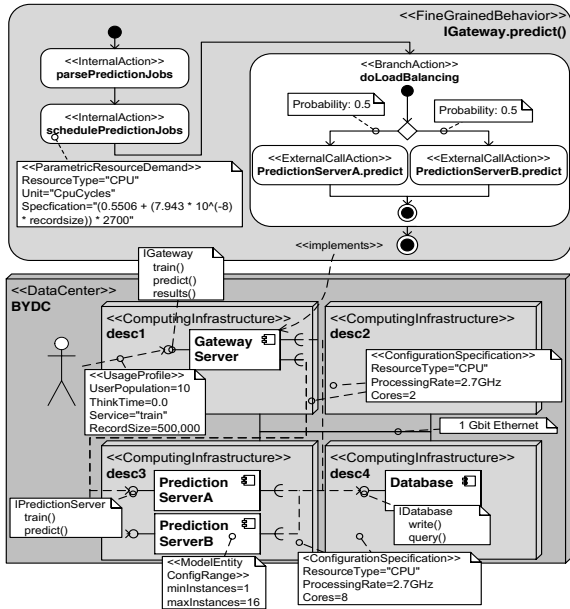 <<FineGrainedBehavior>>
IGateway.predict()
<<InternalAction>>
parsePredictionJobs
<<InternalAction>>
schedulePredictionJobs
<<ParametricResourceDemand>>
ResourceType="CPU"
Unit="CpuCycles"
Specfication="(0.5506 + (7.943 * 10^(-8)
* recordsize)) * 2700"
<<BranchAction>>
doLoadBalancing
Probability: 0.5
Probability: 0.5
<<ExternalCallAction>>
PredictionServerA.predict
<<ExternalCallAction>>
PredictionServerB.predict
<<implements>>
<<DataCenter>>
BYDC
IGateway
train()
predict()
results()
<<ComputingInfrastructure>>
desc1
Gateway
Server
<<UsageProfile>>
UserPopulation=10
ThinkTime=0.0
Service="train"
RecordSize=500,000
<<ComputingInfrastructure>>
desc2
<<ConfigurationSpecification>>
ResourceType="CPU"
ProcessingRate=2.7GHz
Cores=2
1 Gbit Ethernet
<<ComputingInfrastructure>>
desc3
Prediction
ServerA
Prediction
ServerB
IPredictionServer
train()
predict()
<<ModelEntity
ConfigRange>>
minInstances=1
maxInstances=16
<<ComputingInfrastructure>>
desc4
Database
IDatabase
write()
query()
<<ConfigurationSpecification>>
ResourceType="CPU"
ProcessingRate=2.7GHz
Cores=8